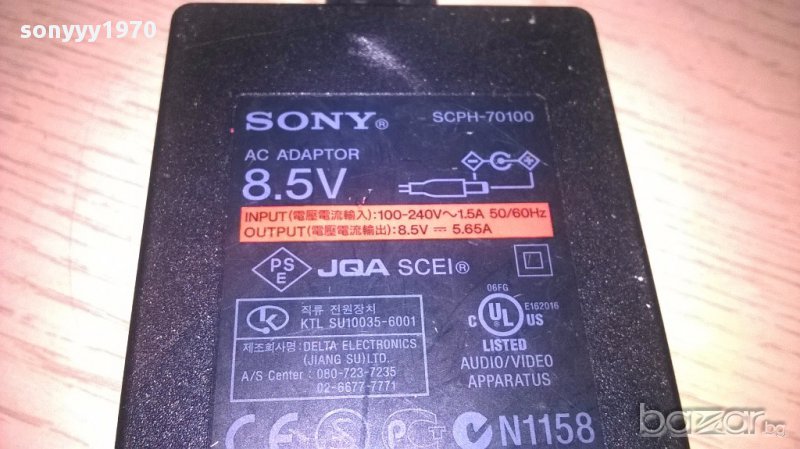 sonyyy1970
SONY® SCPH-70100
AC ADAPTOR
8.5V
INPUT(電壓電流輸入):100-240V～1.5A 50/60Hz
OUTPUT(電壓電流輸出):8.5V ⎓ 5.65A
PS
E
JQA SCEI®
06FG
E162016
C UL US
LISTED
AUDIO/VIDEO
APPARATUS
K
직류 전원장치
KTL SU10035-6001
제조회사명: DELTA ELECTRONICS
(JIANG SU)LTD.
A/S Center : 080-723-7235
02-6677-7771
CE S PC N1158
bazar.bg